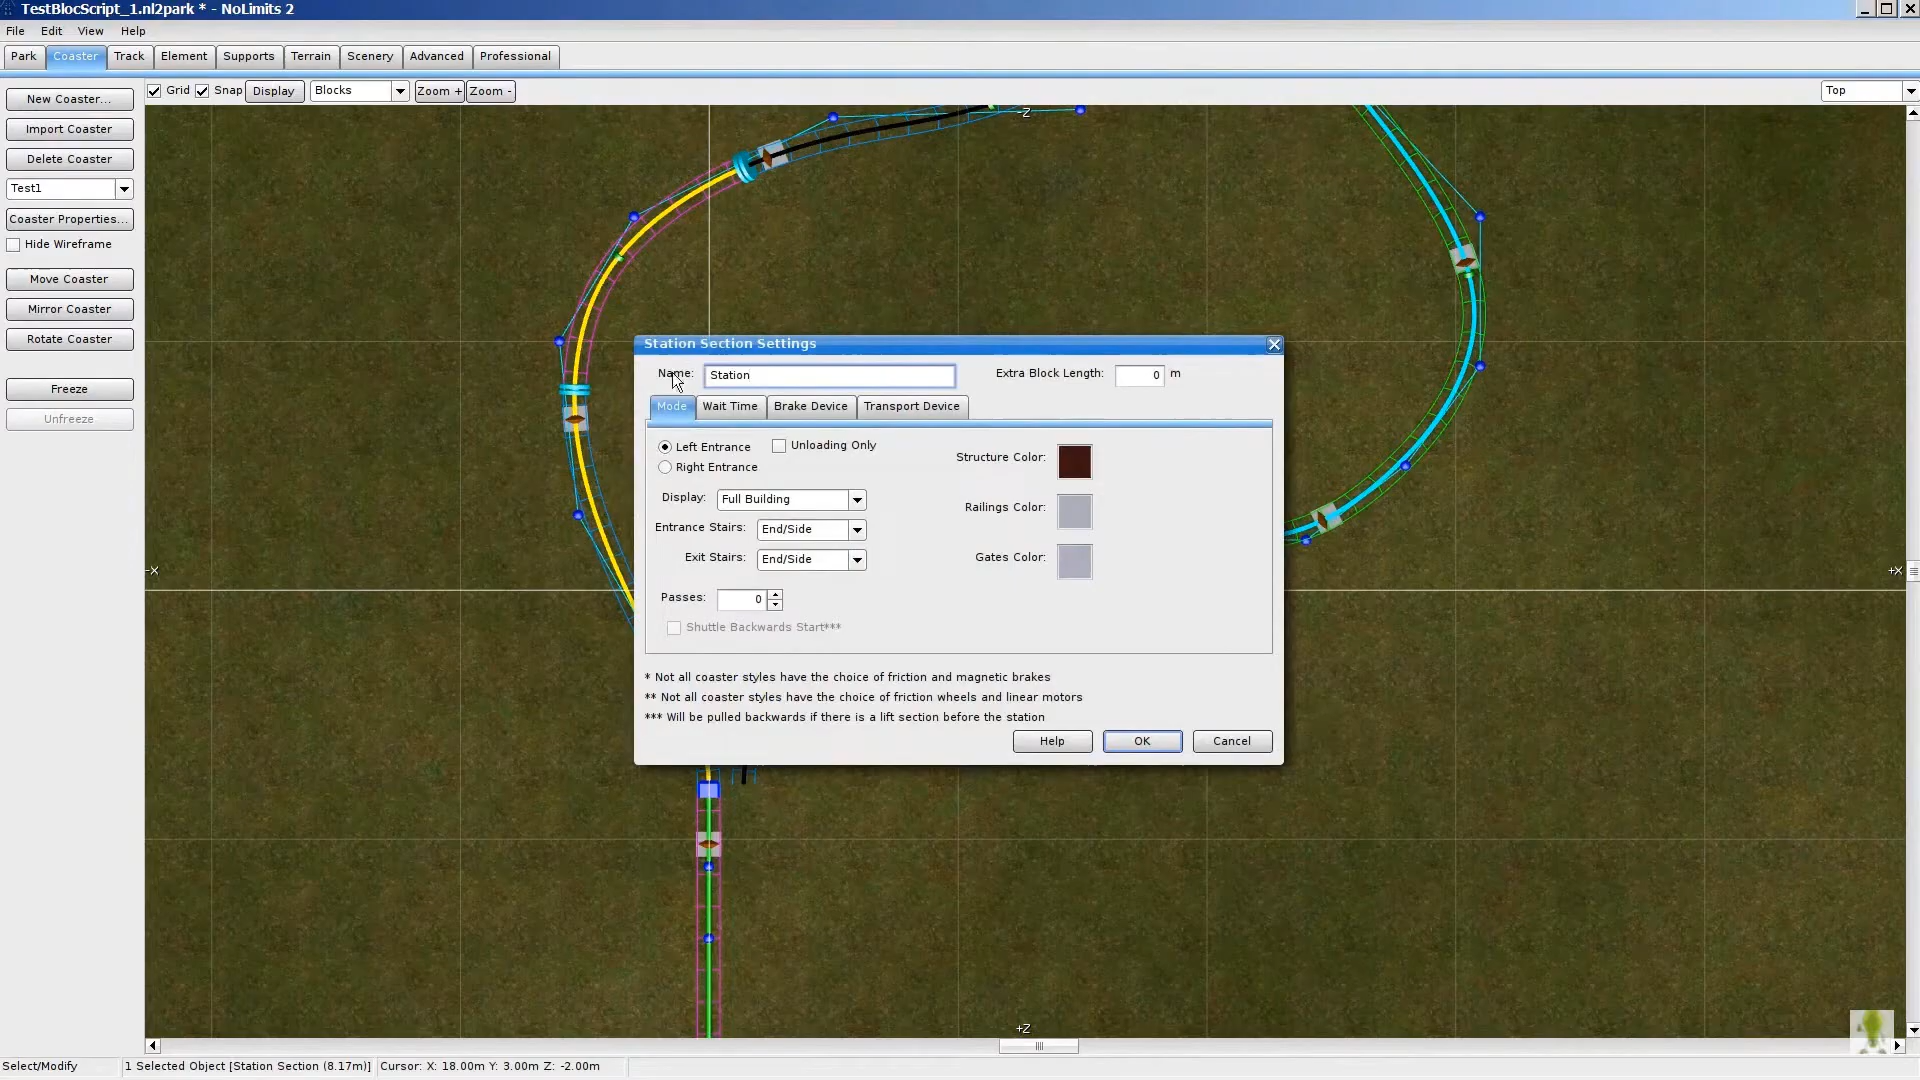 TestBlocScript_1.nl2park * - NoLimits 2
File Edit View Help
Park Coaster Track Element Supports Terrain Scenery Advanced Professional
New Coaster... Grid Snap Display Blocks Zoom + Zoom - Top
Import Coaster
Delete Coaster
Test1
Coaster Properties...
Hide Wireframe
Move Coaster
Mirror Coaster
Rotate Coaster
Freeze
Unfreeze
-Z
-X
+X
+Z
Station Section Settings
Name: Station Extra Block Length: 0 m
Mode Wait Time Brake Device Transport Device
Left Entrance Unloading Only
Right Entrance
Structure Color:
Display: Full Building
Railings Color:
Entrance Stairs: End/Side
Exit Stairs: End/Side
Gates Color:
Passes: 0
Shuttle Backwards Start***
* Not all coaster styles have the choice of friction and magnetic brakes
** Not all coaster styles have the choice of friction wheels and linear motors
*** Will be pulled backwards if there is a lift section before the station
Help OK Cancel
Select/Modify 1 Selected Object [Station Section (8.17m)] Cursor: X: 18.00m Y: 3.00m Z: -2.00m